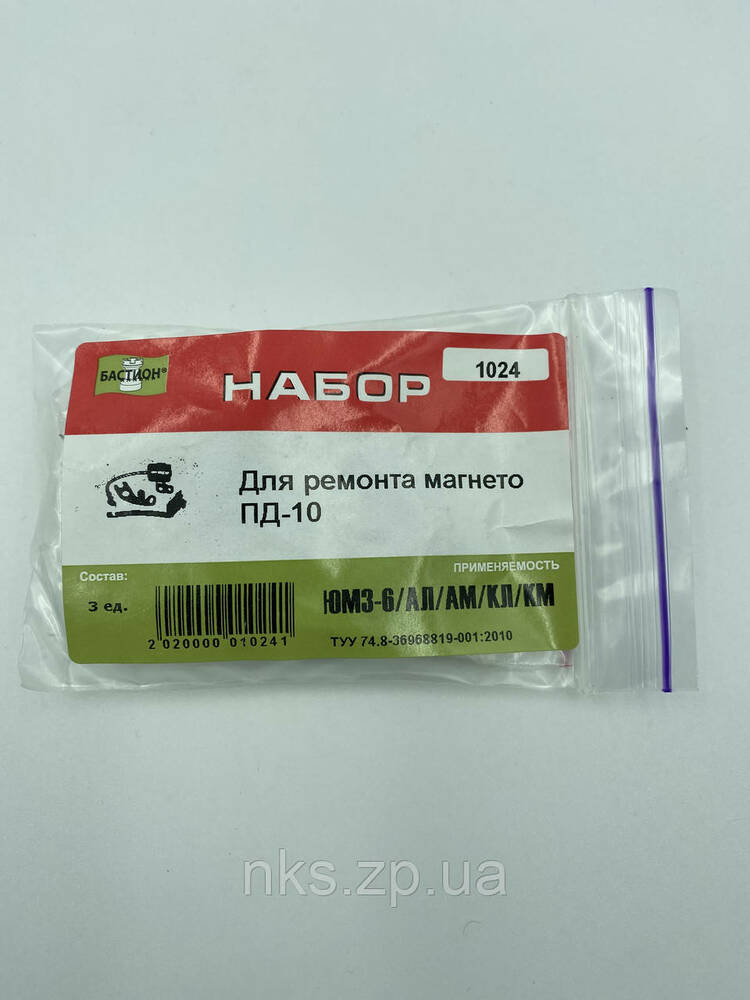 БАСТИОН®
НАБОР
1024
Для ремонта магнето
ПД-10
ПРИМЕНЯЕМОСТЬ
Состав:
3 ед.
ЮМЗ-6/АЛ/АМ/КЛ/КМ
2 020000 010241
ТУУ 74.8-36968819-001:2010
nks.zp.ua